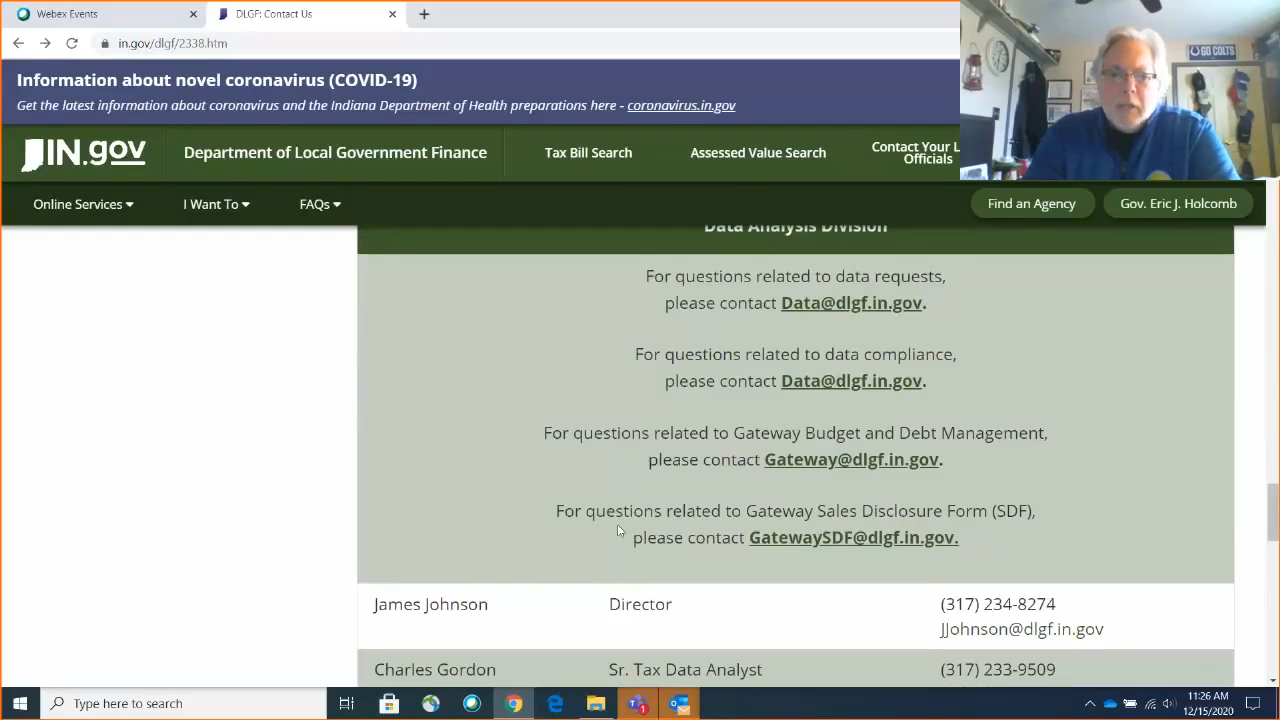 Webex Events
DLGF: Contact Us
in.gov/dlgf/2338.htm
Information about novel coronavirus (COVID-19)
Get the latest information about coronavirus and the Indiana Department of Health preparations here - coronavirus.in.gov
IN.gov
Department of Local Government Finance
Tax Bill Search
Assessed Value Search
Contact Your L
Officials
GO COLTS
Online Services
I Want To
FAQs
Find an Agency
Gov. Eric J. Holcomb
Data Analysis Division
For questions related to data requests,
please contact Data@dlgf.in.gov.
For questions related to data compliance,
please contact Data@dlgf.in.gov.
For questions related to Gateway Budget and Debt Management,
please contact Gateway@dlgf.in.gov.
For questions related to Gateway Sales Disclosure Form (SDF),
please contact GatewaySDF@dlgf.in.gov.
James Johnson
Director
(317) 234-8274
JJohnson@dlgf.in.gov
Charles Gordon
Sr. Tax Data Analyst
(317) 233-9509
Type here to search
1
11:26 AM
12/15/2020